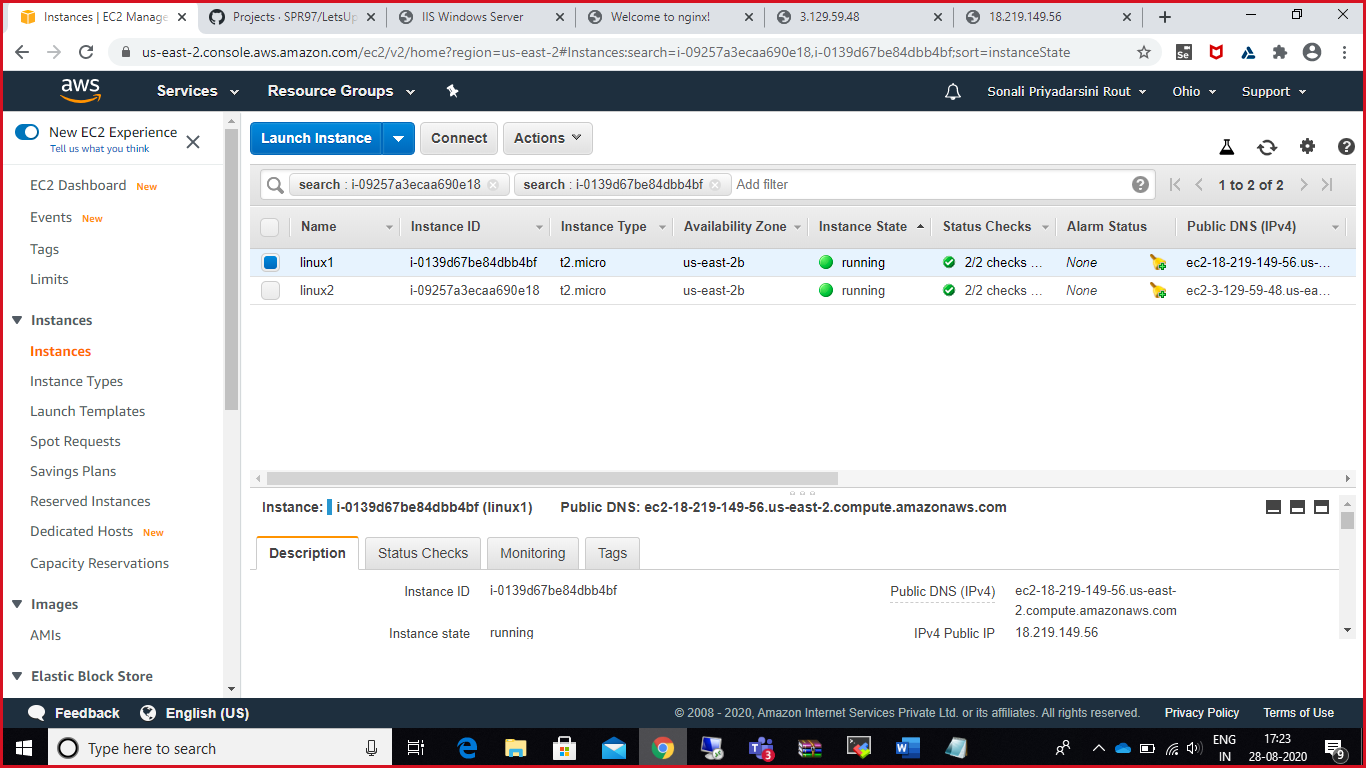 Instances | EC2 Manage
Projects · SPR97/LetsUp
IIS Windows Server
Welcome to nginx!
3.129.59.48
18.219.149.56
us-east-2.console.aws.amazon.com/ec2/v2/home?region=us-east-2#Instances:search=i-09257a3ecaa690e18,i-0139d67be84dbb4bf;sort=instanceState
Se
aws
Services
Resource Groups
Sonali Priyadarsini Rout
Ohio
Support
New EC2 Experience
Tell us what you think
EC2 Dashboard New
Events New
Tags
Limits
Instances
Instances
Instance Types
Launch Templates
Spot Requests
Savings Plans
Reserved Instances
Dedicated Hosts New
Capacity Reservations
Images
AMIs
Elastic Block Store
Launch Instance
Connect
Actions
search : i-09257a3ecaa690e18
search : i-0139d67be84dbb4bf
Add filter
1 to 2 of 2
Name Instance ID Instance Type Availability Zone Instance State Status Checks Alarm Status Public DNS (IPv4)
linux1 i-0139d67be84dbb4bf t2.micro us-east-2b running 2/2 checks ... None ec2-18-219-149-56.us-...
linux2 i-09257a3ecaa690e18 t2.micro us-east-2b running 2/2 checks ... None ec2-3-129-59-48.us-ea...
Instance: i-0139d67be84dbb4bf (linux1) Public DNS: ec2-18-219-149-56.us-east-2.compute.amazonaws.com
Description
Status Checks
Monitoring
Tags
Instance ID i-0139d67be84dbb4bf
Public DNS (IPv4) ec2-18-219-149-56.us-east-
2.compute.amazonaws.com
Instance state running
IPv4 Public IP 18.219.149.56
Feedback
English (US)
© 2008 - 2020, Amazon Internet Services Private Ltd. or its affiliates. All rights reserved.
Privacy Policy
Terms of Use
Type here to search
3
ENG
IN
17:23
28-08-2020
9